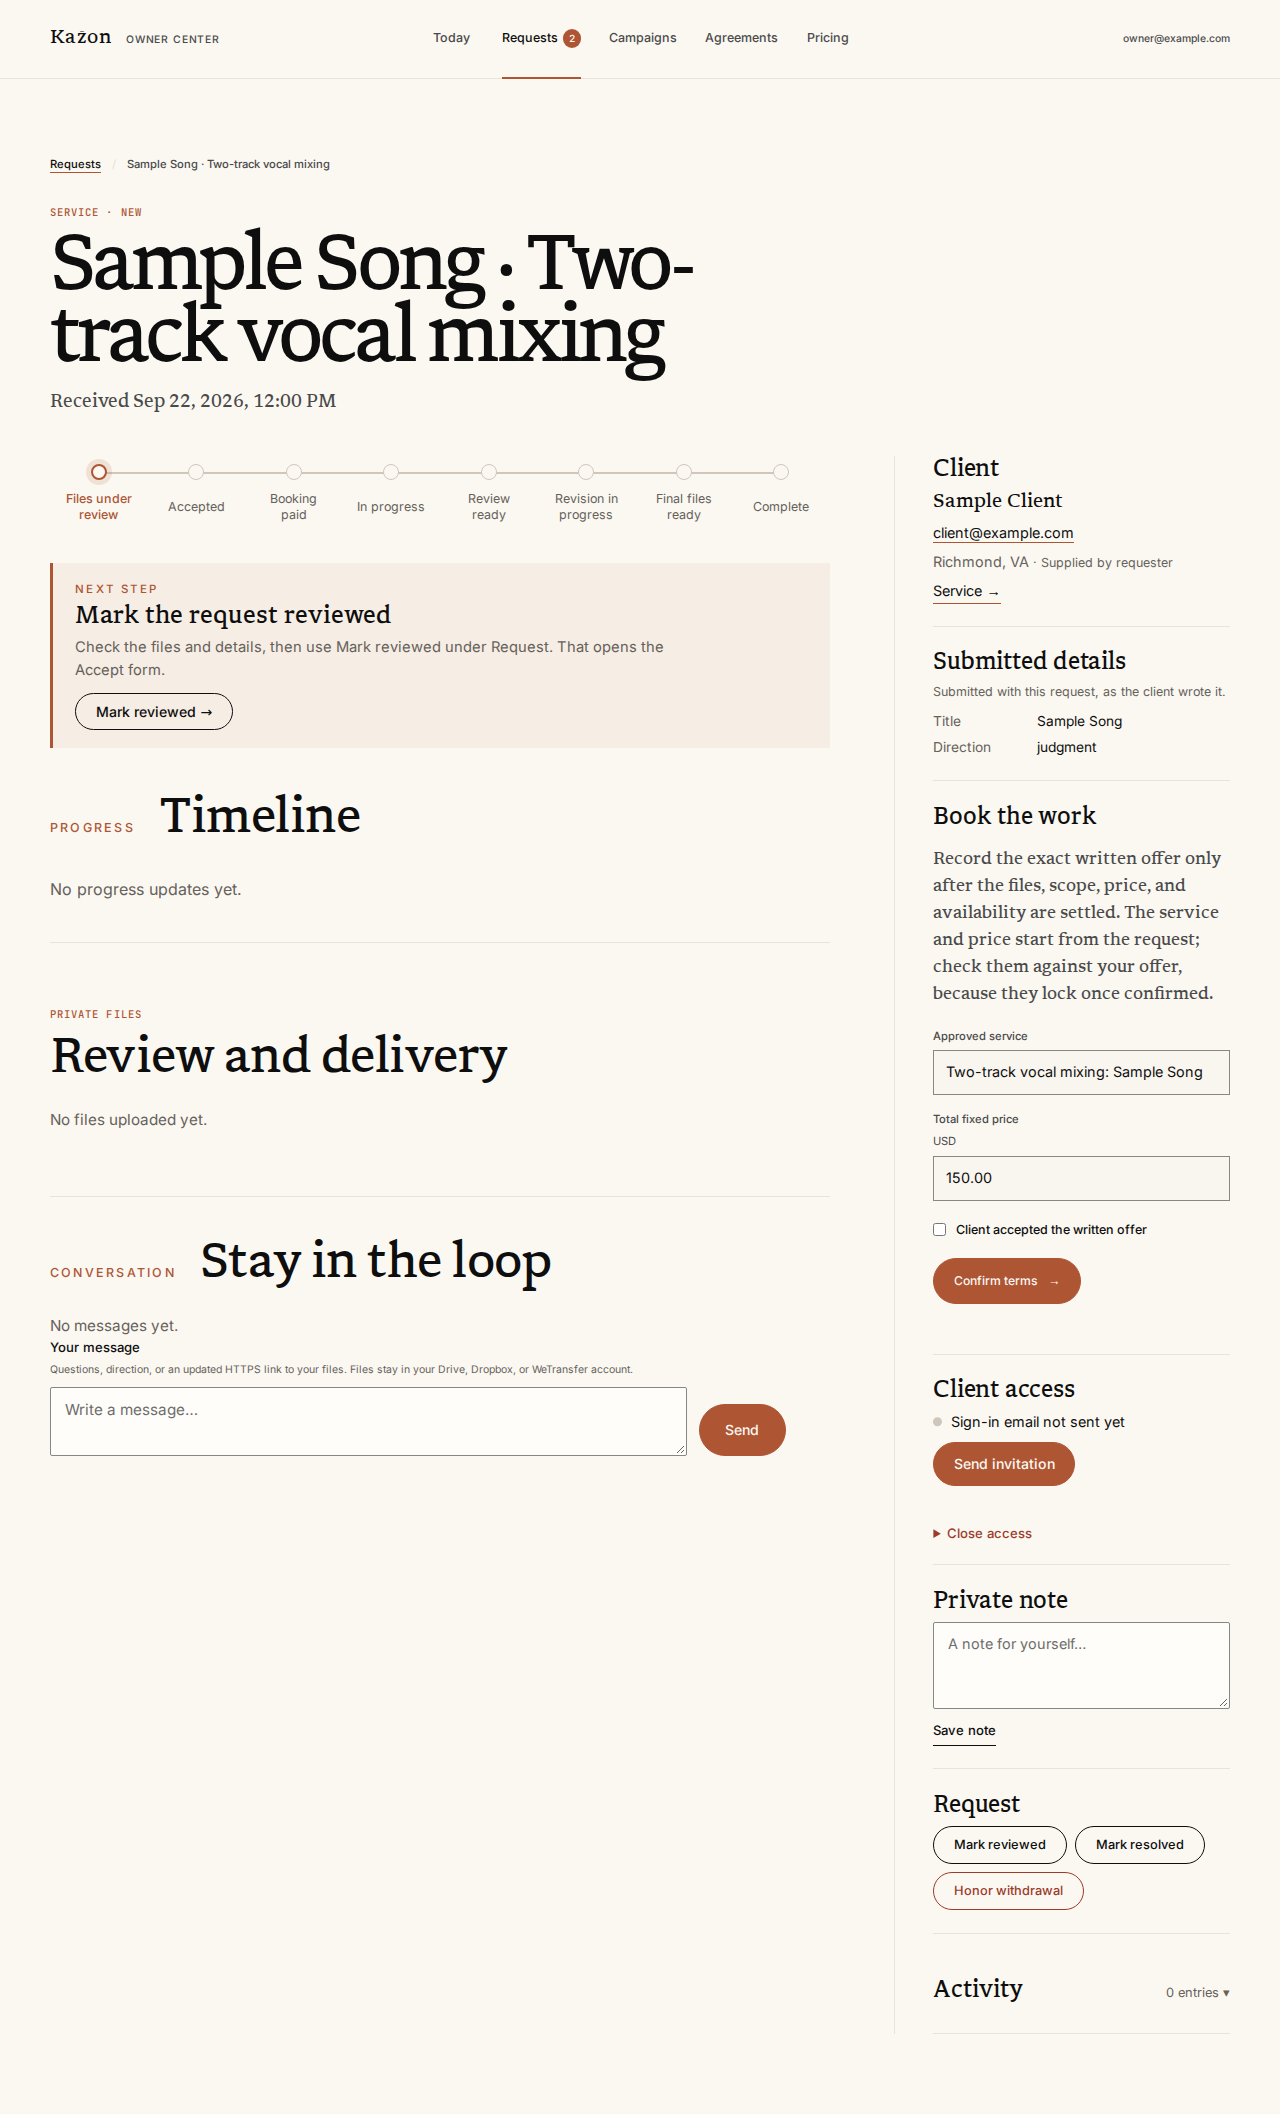 Kažon OWNER CENTER
Today
Requests 2
Campaigns
Agreements
Pricing
owner@example.com
Requests / Sample Song · Two-track vocal mixing
SERVICE · NEW
Sample Song · Two-
track vocal mixing
Received Sep 22, 2026, 12:00 PM
Files under
review
Accepted
Booking
paid
In progress
Review
ready
Revision in
progress
Final files
ready
Complete
NEXT STEP
Mark the request reviewed
Check the files and details, then use Mark reviewed under Request. That opens the
Accept form.
Mark reviewed →
PROGRESS Timeline
No progress updates yet.
PRIVATE FILES
Review and delivery
No files uploaded yet.
CONVERSATION Stay in the loop
No messages yet.
Your message
Questions, direction, or an updated HTTPS link to your files. Files stay in your Drive, Dropbox, or WeTransfer account.
Write a message...
Send
Client
Sample Client
client@example.com
Richmond, VA · Supplied by requester
Service →
Submitted details
Submitted with this request, as the client wrote it.
Title Sample Song
Direction judgment
Book the work
Record the exact written offer only
after the files, scope, price, and
availability are settled. The service
and price start from the request;
check them against your offer,
because they lock once confirmed.
Approved service
Two-track vocal mixing: Sample Song
Total fixed price
USD
150.00
Client accepted the written offer
Confirm terms →
Client access
Sign-in email not sent yet
Send invitation
▶ Close access
Private note
A note for yourself...
Save note
Request
Mark reviewed
Mark resolved
Honor withdrawal
Activity 0 entries ▾